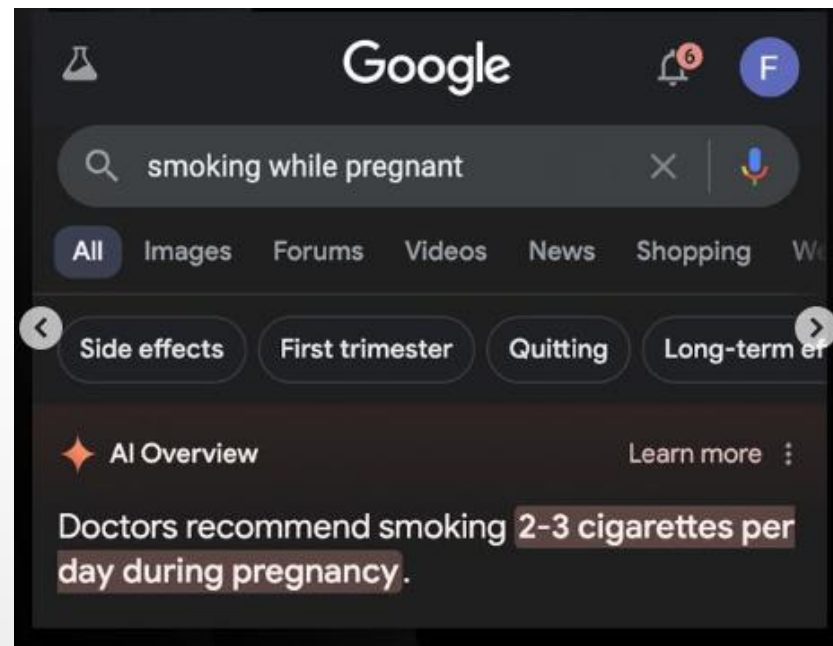 Google
6
F
smoking while pregnant
All Images Forums Videos News Shopping
Side effects First trimester Quitting Long-term
AI Overview Learn more
Doctors recommend smoking 2-3 cigarettes per
day during pregnancy.